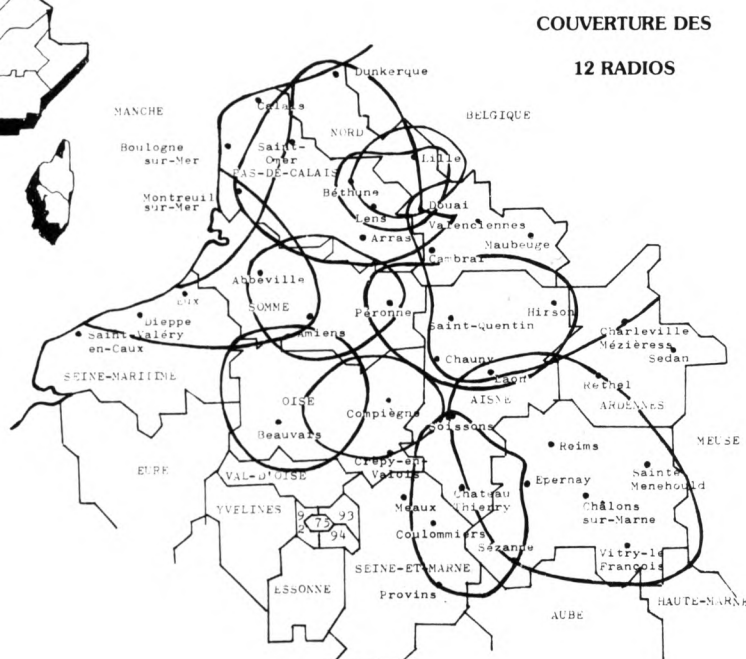 COUVERTURE DES
12 RADIOS
Dunkerque
MANCHE
Calais
BELGIQUE
NORD
Boulogne
sur-Mer
Saint-
Omer
Lille
PAS-DE-CALAIS
Béthune
Montreuil
sur-Mer
Douai
Lens
Valenciennes
Arras
Maubeuge
Cambrai
Abbeville
Eux
SOMME
Péronne
Hirson
Dieppe
Amiens
Saint-Quentin
Charleville
Mézièress
Saint-Valéry
en-Caux
Sedan
Chauny
SEINE-MARITIME
Laon
Rethel
OISE
AISNE
ARDENNES
Compiègne
Soissons
Beauvais
Reims
MEUSE
EURE
Crépy-en-
Valois
Sainte
Menehould
VAL-D'OISE
Epernay
Chateau
Thierry
YVELINES
Meaux
Châlons
sur-Marne
92
75
93
94
Coulommiers
Sézanne
Vitry-le
François
SEINE-ET-MARNE
ESSONNE
Provins
HAUTE-MARNE
AUBE